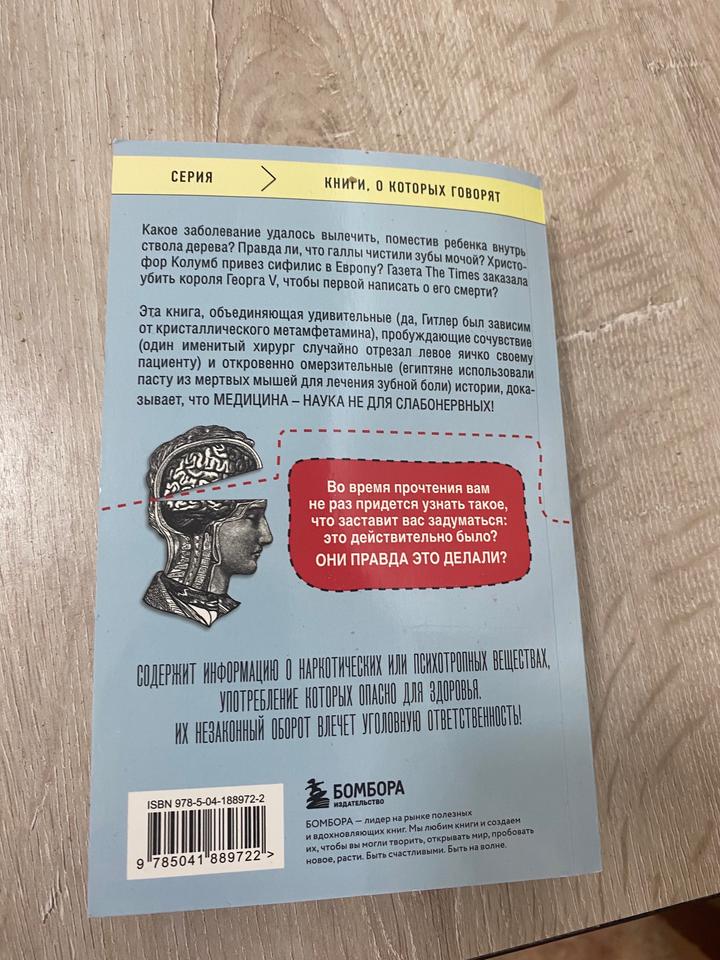 СЕРИЯ > КНИГИ, О КОТОРЫХ ГОВОРЯТ
Какое заболевание удалось вылечить, поместив ребенка внутрь
ствола дерева? Правда ли, что галлы чистили зубы мочой? Христо-
фор Колумб привез сифилис в Европу? Газета The Times заказала
убить короля Георга V, чтобы первой написать о его смерти?
Эта книга, объединяющая удивительные (да, Гитлер был зависим
от кристаллического метамфетамина), пробуждающие сочувствие
(один именитый хирург случайно отрезал левое яичко своему
пациенту) и откровенно омерзительные (египтяне использовали
пасту из мертвых мышей для лечения зубной боли) истории, дока-
зывает, что МЕДИЦИНА – НАУКА НЕ ДЛЯ СЛАБОНЕРВНЫХ!
Во время прочтения вам
не раз придется узнать такое,
что заставит вас задуматься:
это действительно было?
ОНИ ПРАВДА ЭТО ДЕЛАЛИ?
СОДЕРЖИТ ИНФОРМАЦИЮ О НАРКОТИЧЕСКИХ ИЛИ ПСИХОТРОПНЫХ ВЕЩЕСТВАХ,
УПОТРЕБЛЕНИЕ КОТОРЫХ ОПАСНО ДЛЯ ЗДОРОВЬЯ.
ИХ НЕЗАКОННЫЙ ОБОРОТ ВЛЕЧЕТ УГОЛОВНУЮ ОТВЕТСТВЕННОСТЬ!
ISBN 978-5-04-188972-2
9 785041 889722 >
БОМБОРА
ИЗДАТЕЛЬСТВО
БОМБОРА — лидер на рынке полезных
и вдохновляющих книг. Мы любим книги и создаем
их, чтобы вы могли творить, открывать мир, пробовать
новое, расти. Быть счастливыми. Быть на волне.